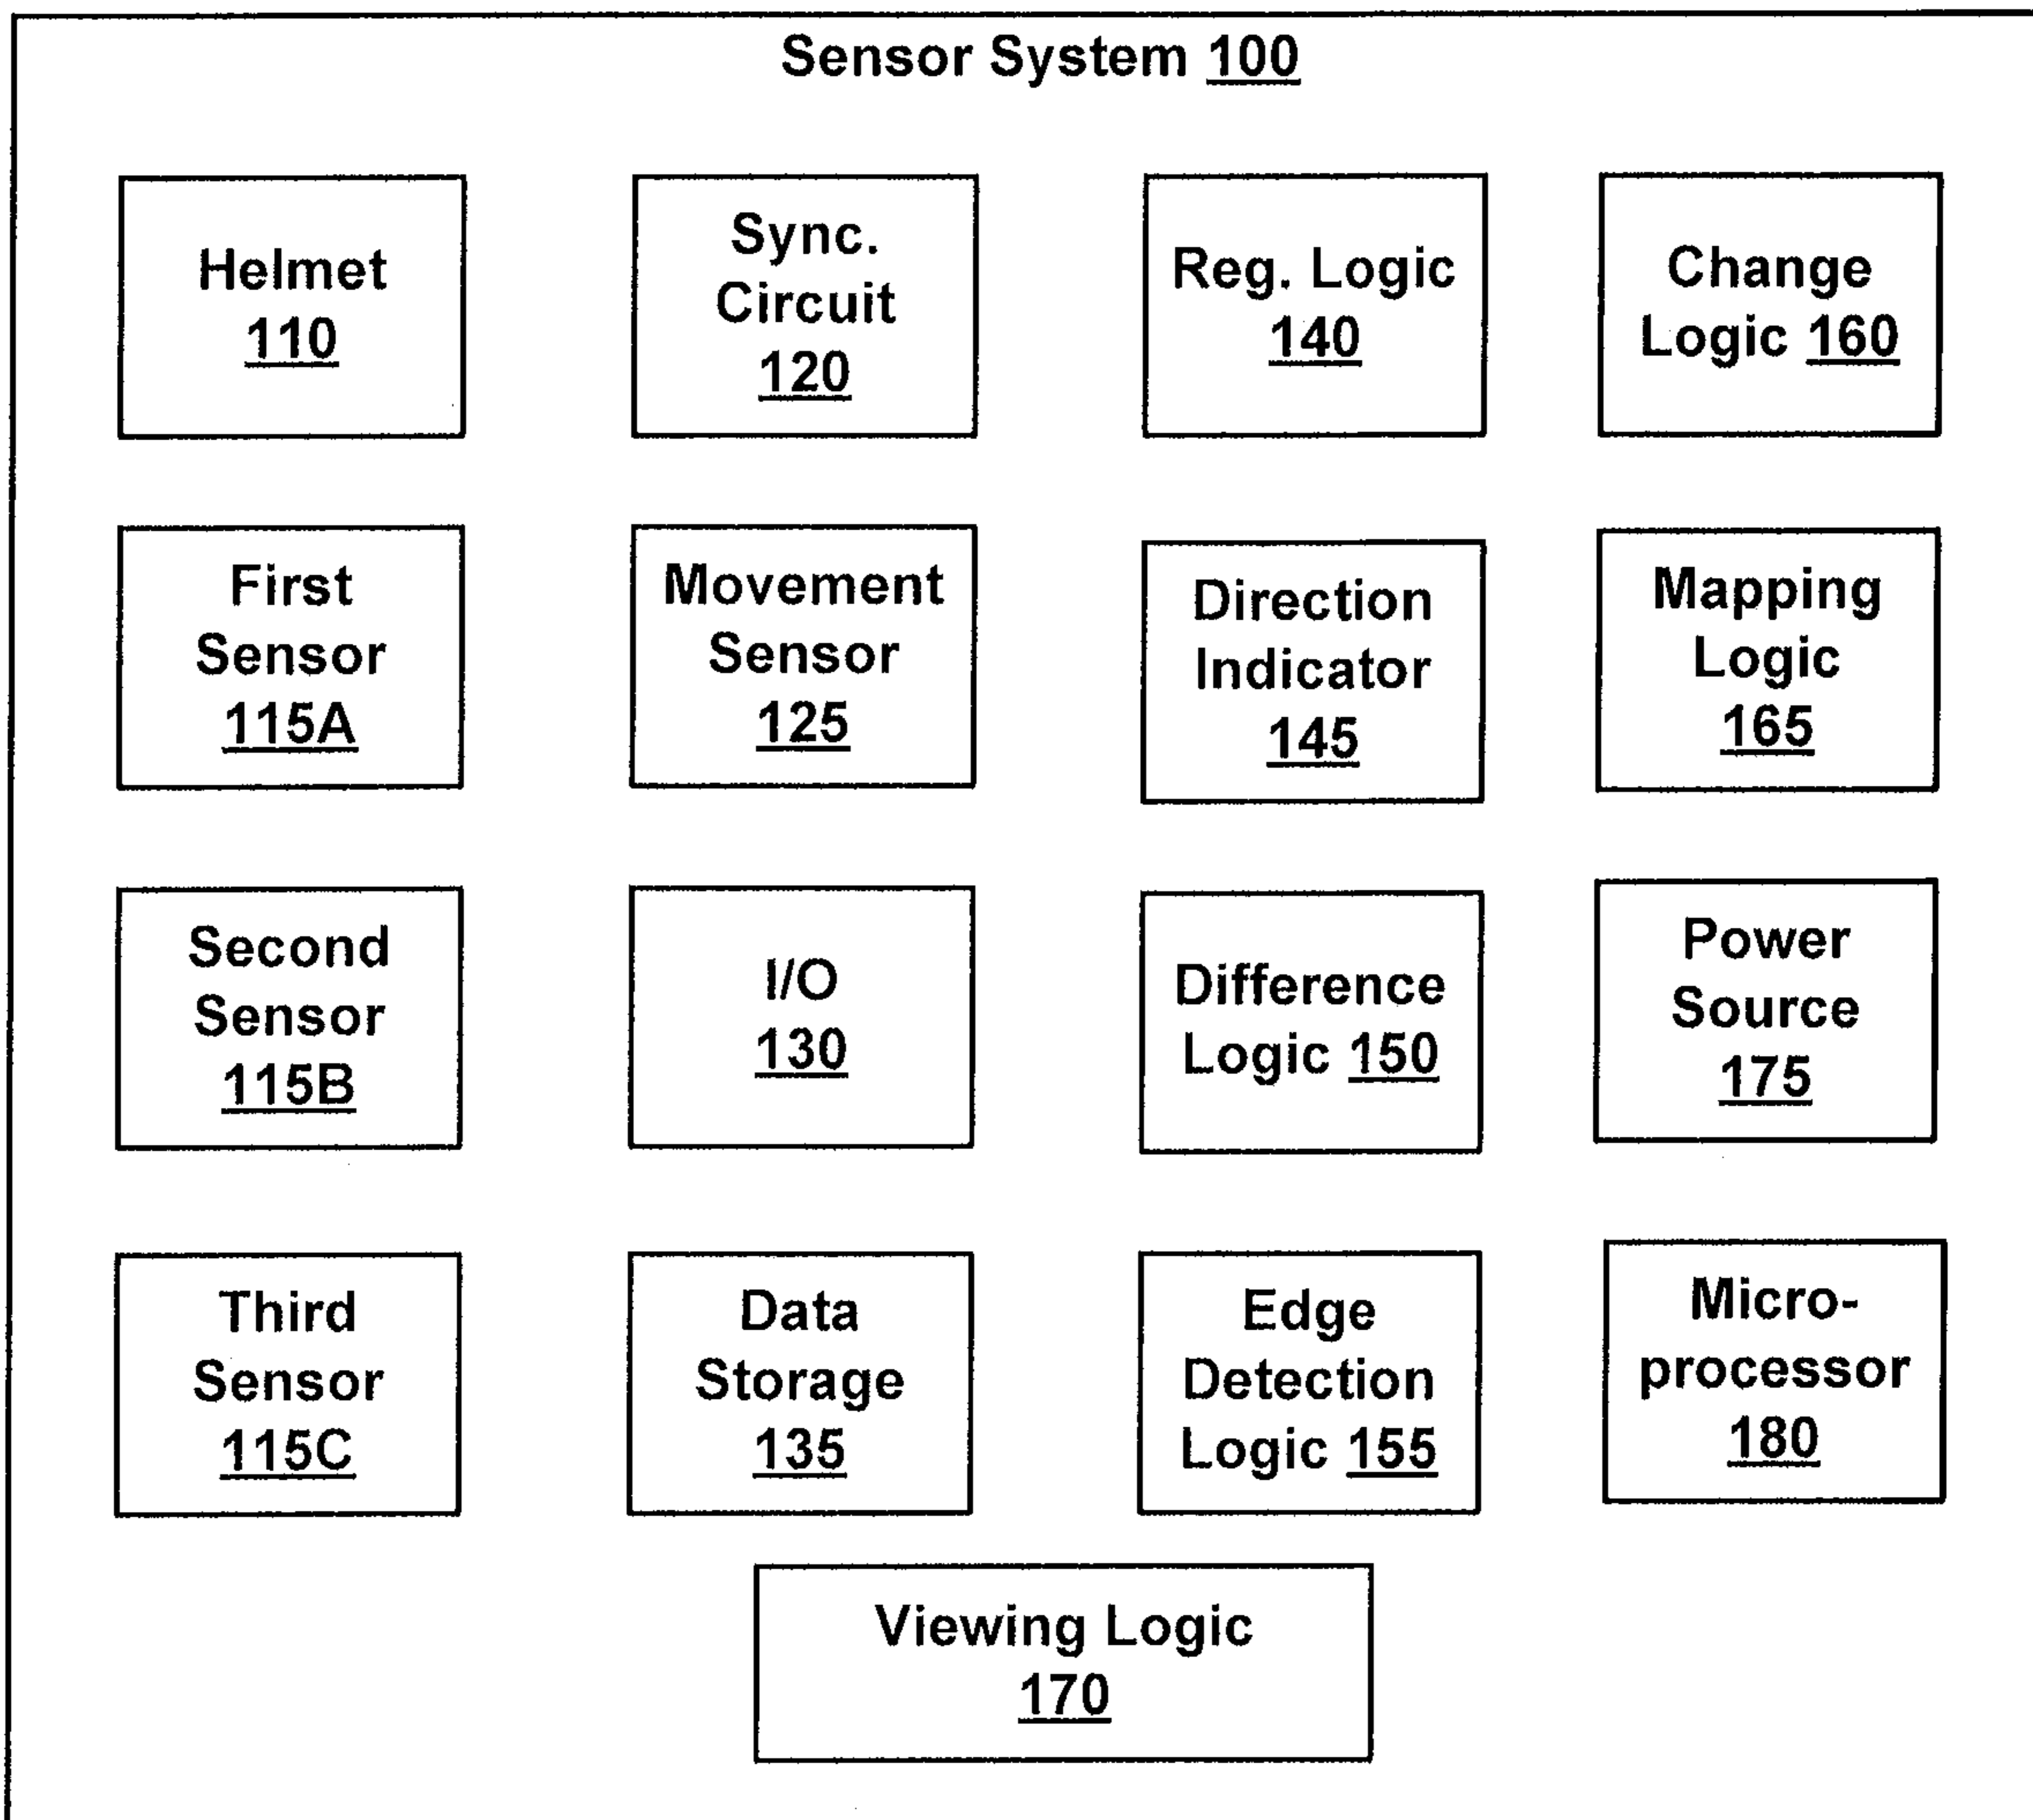 Sensor System 100
Helmet
110
Sync.
Circuit
120
Reg. Logic
140
Change
Logic 160
First
Sensor
115A
Movement
Sensor
125
Direction
Indicator
145
Mapping
Logic
165
Second
Sensor
115B
I/O
130
Difference
Logic 150
Power
Source
175
Third
Sensor
115C
Data
Storage
135
Edge
Detection
Logic 155
Micro-
processor
180
Viewing Logic
170